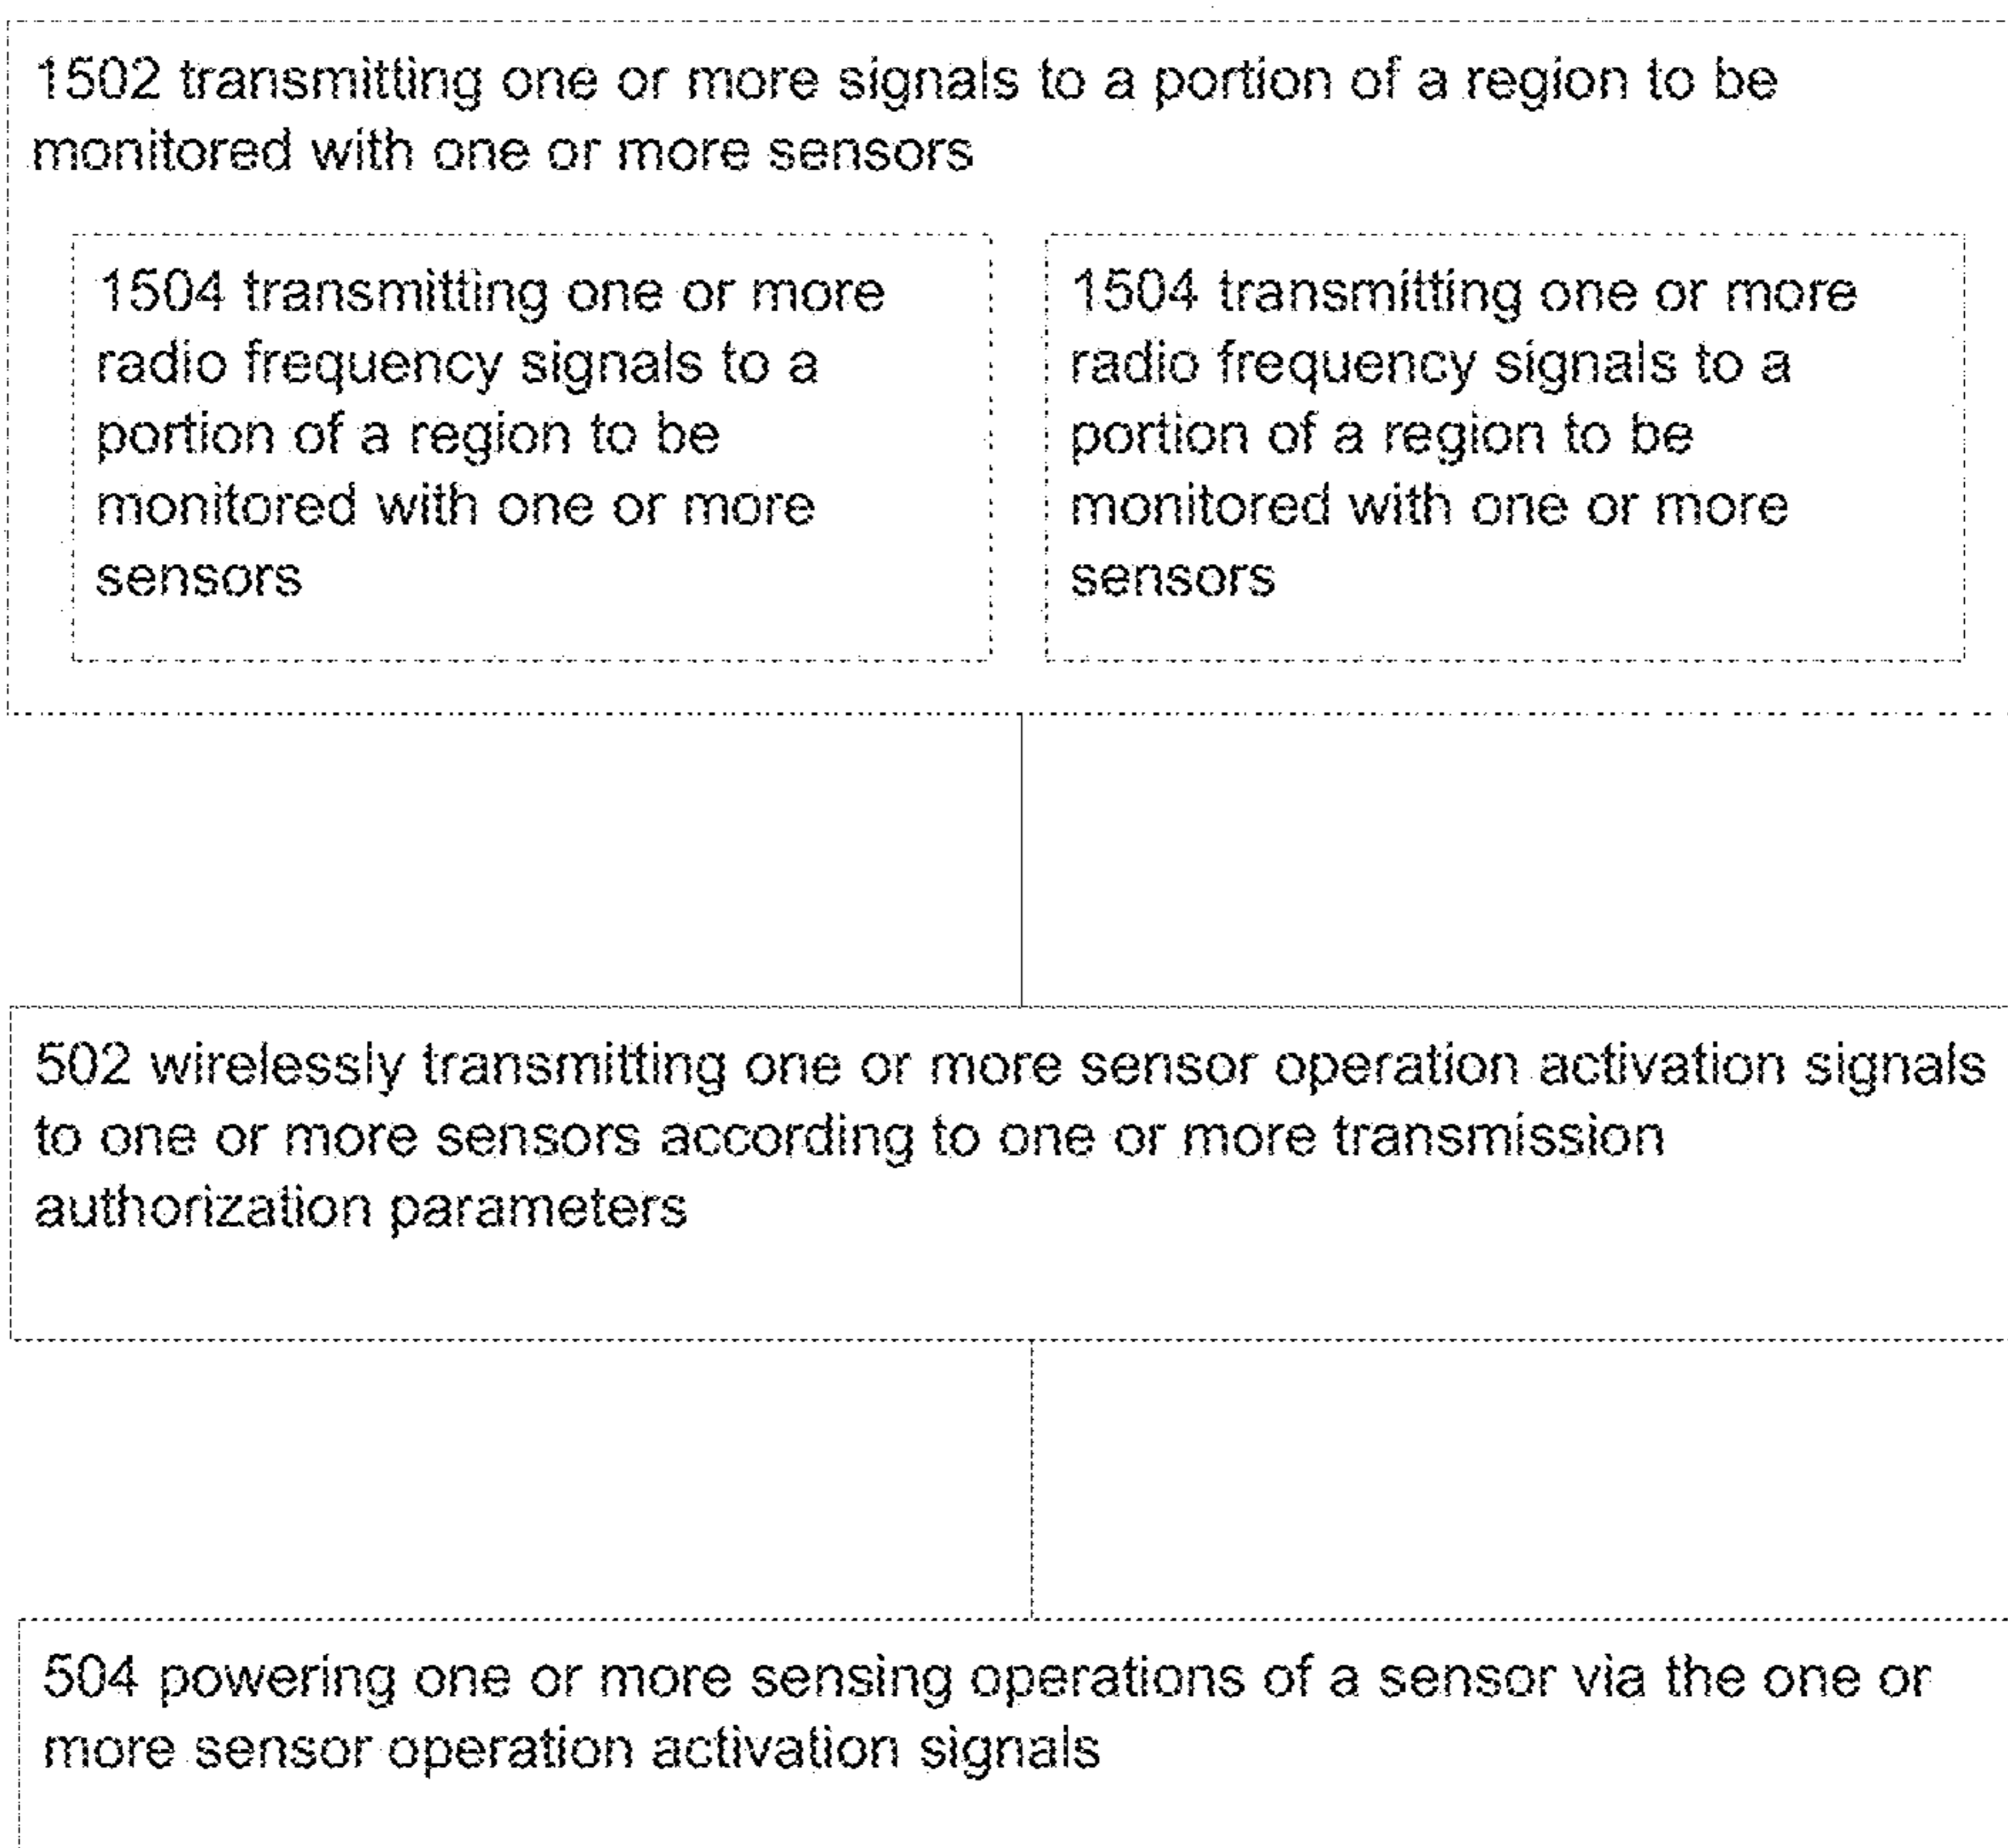 1502 transmitting one or more signals to a portion of a region to be
monitored with one or more sensors
1504 transmitting one or more
radio frequency signals to a
portion of a region to be
monitored with one or more
sensors
1504 transmitting one or more
radio frequency signals to a
portion of a region to be
monitored with one or more
sensors
502 wirelessly transmitting one or more sensor operation activation signals
to one or more sensors according to one or more transmission
authorization parameters
504 powering one or more sensing operations of a sensor via the one or
more sensor operation activation signals